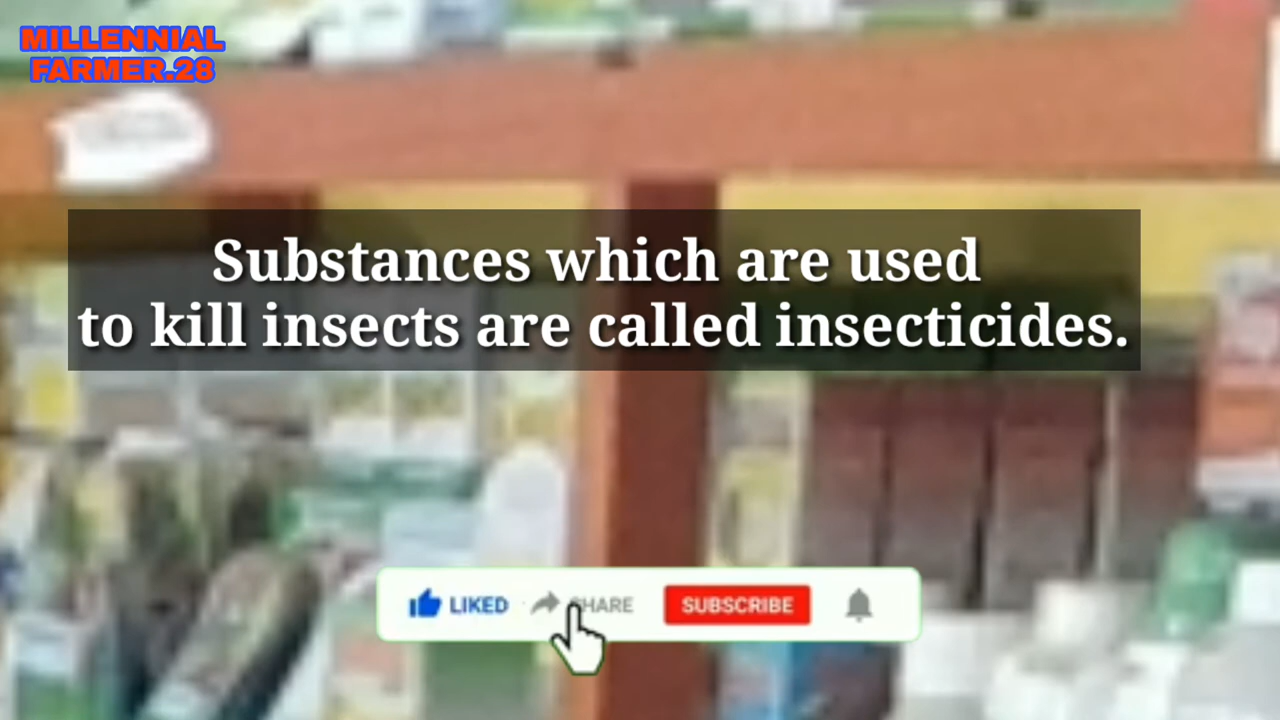 MILLENNIAL
FARMER.28
Substances which are used
to kill insects are called insecticides.
LIKED
SHARE
SUBSCRIBE